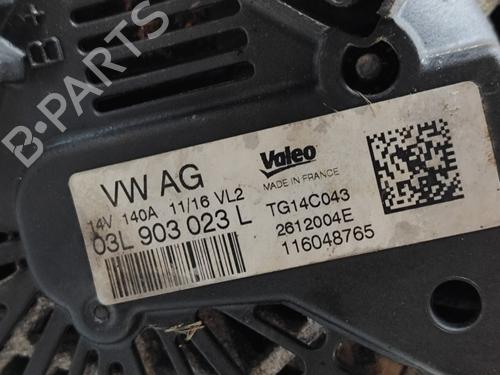 B+
B-PARTS
VW AG
14V 140A 11/16 VL2
03L 903 023 L
Valeo
MADE IN FRANCE
TG14C043
2612004E
116048765